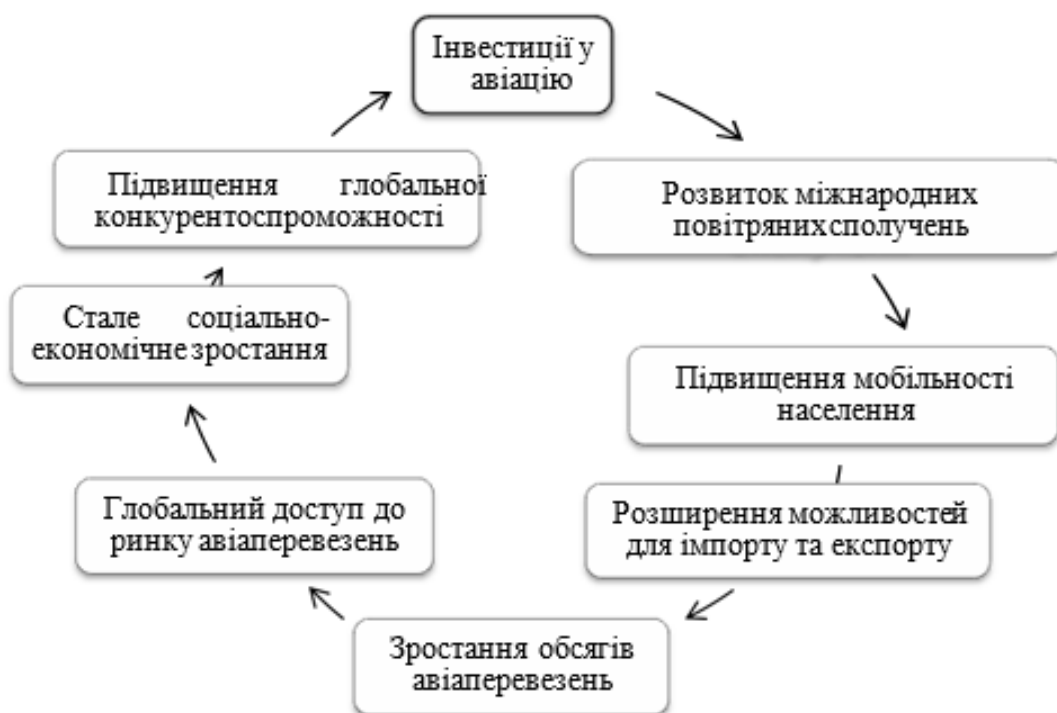 Інвестиції у
авіацію
Розвиток міжнародних
повітряних сполучень
Підвищення мобільності
населення
Розширення можливостей
для імпорту та експорту
Зростання обсягів
авіаперевезень
Глобальний доступ до
ринку авіаперевезень
Стале соціально-
економічне зростання
Підвищення глобальної
конкурентоспроможності